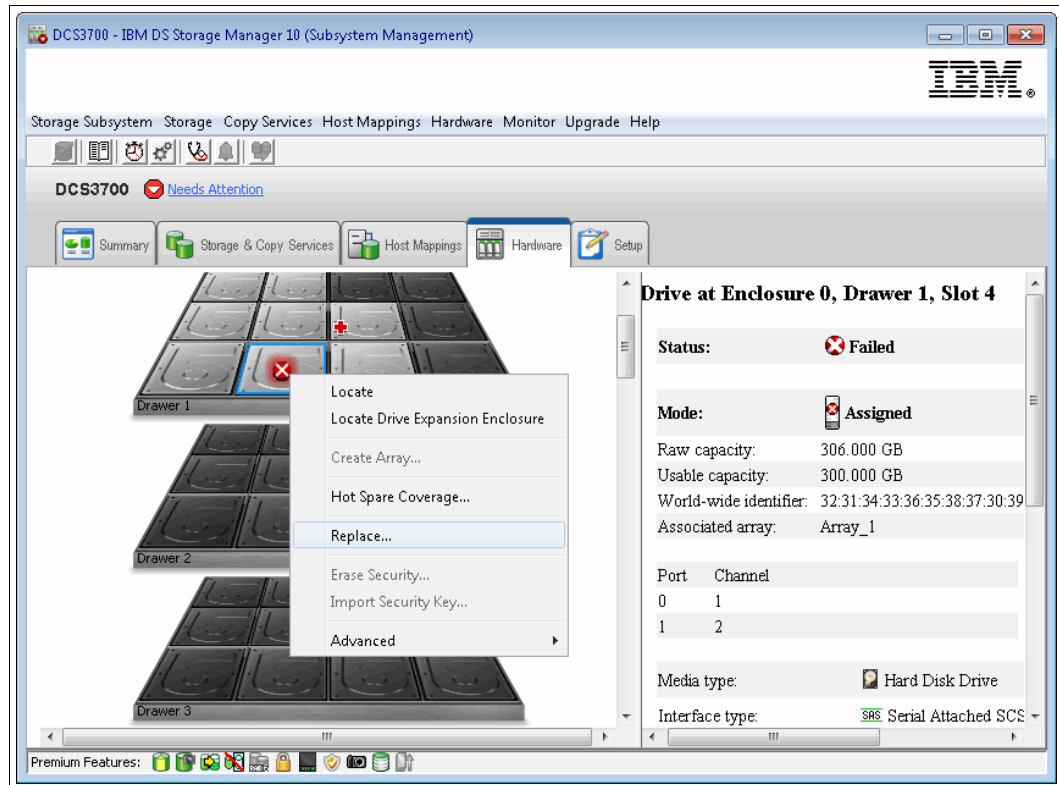 DCS3700 - IBM DS Storage Manager 10 (Subsystem Management)
IBM®
Storage Subsystem Storage Copy Services Host Mappings Hardware Monitor Upgrade Help
DCS3700 Needs Attention
Summary Storage & Copy Services Host Mappings Hardware Setup
Drawer 1
Drawer 2
Drawer 3
Locate
Locate Drive Expansion Enclosure
Create Array...
Hot Spare Coverage...
Replace...
Erase Security...
Import Security Key...
Advanced
Drive at Enclosure 0, Drawer 1, Slot 4
Status: Failed
Mode: Assigned
Raw capacity: 306.000 GB
Usable capacity: 300.000 GB
World-wide identifier: 32:31:34:33:36:35:38:37:30:39
Associated array: Array_1
Port Channel
0 1
1 2
Media type: Hard Disk Drive
Interface type: SAS Serial Attached SCS
Premium Features: